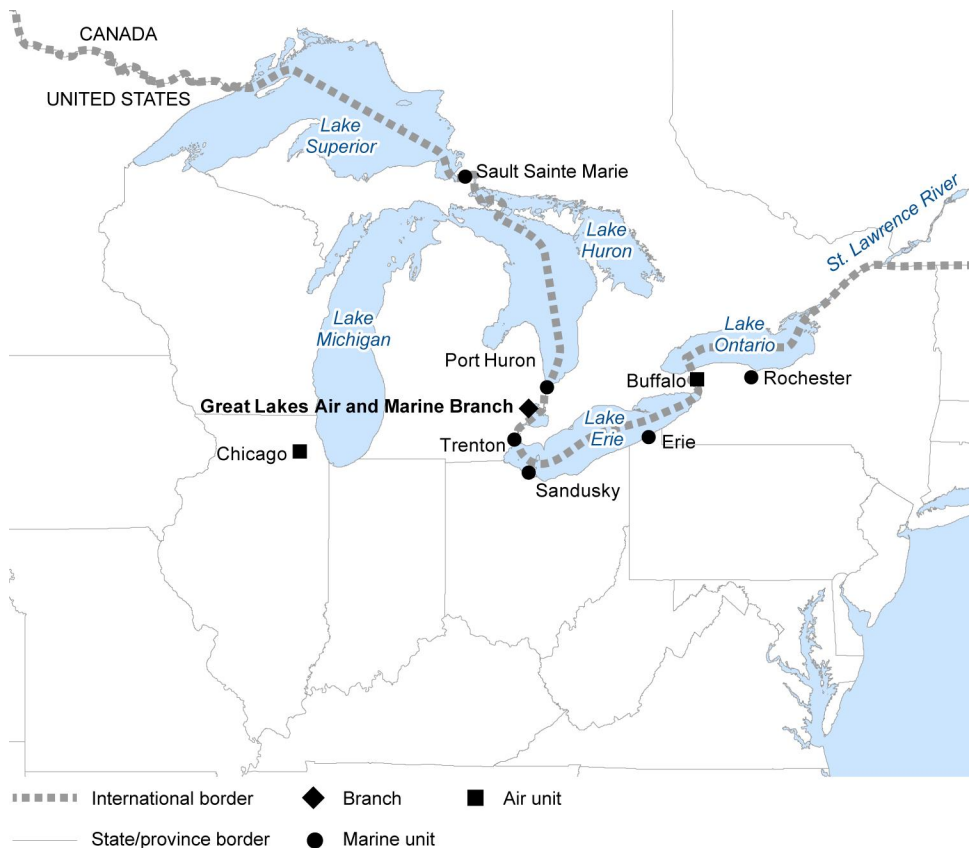 CANADA
UNITED STATES
Lake
Superior
Sault Sainte Marie
St. Lawrence River
Lake
Huron
Lake
Michigan
Lake
Ontario
Port Huron
Buffalo
Rochester
Great Lakes Air and Marine Branch
Lake
Erie
Trenton
Erie
Chicago
Sandusky
International border
Branch
Air unit
State/province border
Marine unit